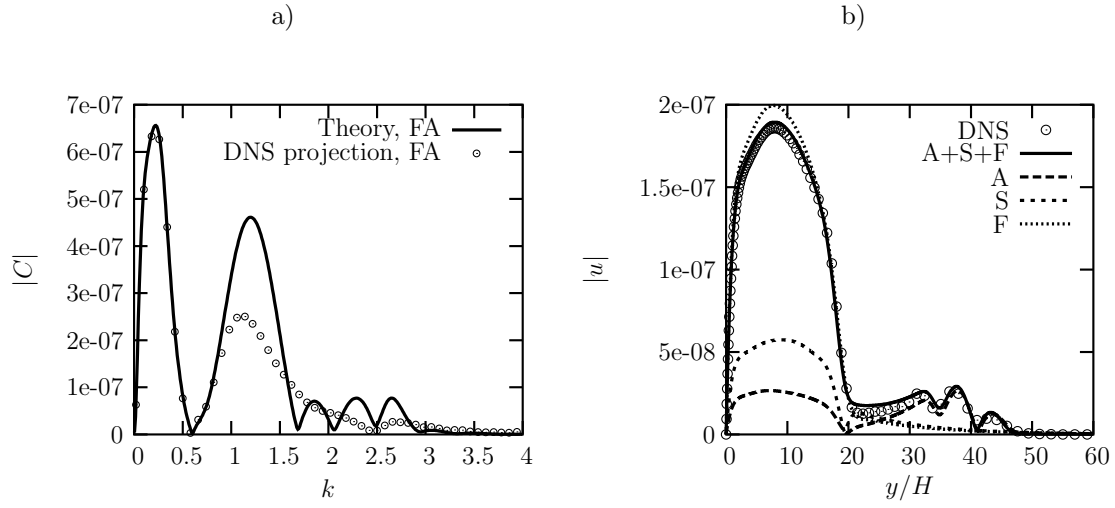 a)
7e-07
6e-07
5e-07
4e-07
3e-07
2e-07
1e-07
0
|C|
0 0.5 1 1.5 2 2.5 3 3.5 4
k
Theory, FA
DNS projection, FA
b)
2e-07
1.5e-07
1e-07
5e-08
0
|u|
0 10 20 30 40 50 60
y/H
DNS
A+S+F
A
S
F